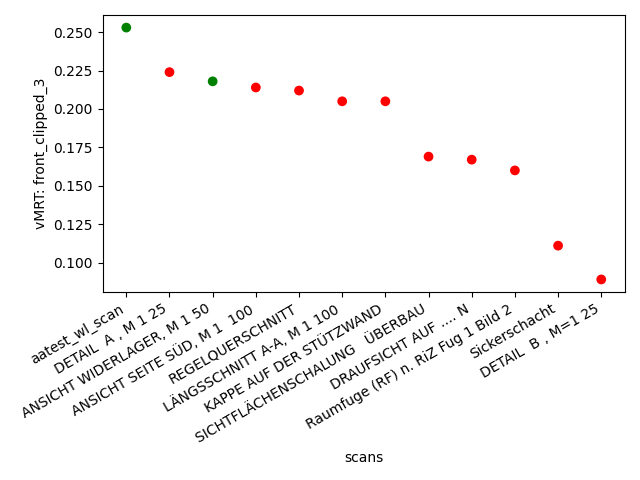 0.250
0.225
0.200
0.175
0.150
0.125
0.100
vMRT: front_clipped_3
aatest_wl_scan
DETAIL  A , M 1 25
ANSICHT WIDERLAGER, M 1 50
ANSICHT SEITE SÜD, M 1  100
REGELQUERSCHNITT
LÄNGSSCHNITT A-A, M 1 100
KAPPE AUF DER STÜTZWAND
SICHTFLÄCHENSCHALUNG   ÜBERBAU
DRAUFSICHT AUF .... N
Raumfuge (RF) n. RiZ Fug 1 Bild 2
Sickerschacht
DETAIL  B , M=1 25
scans